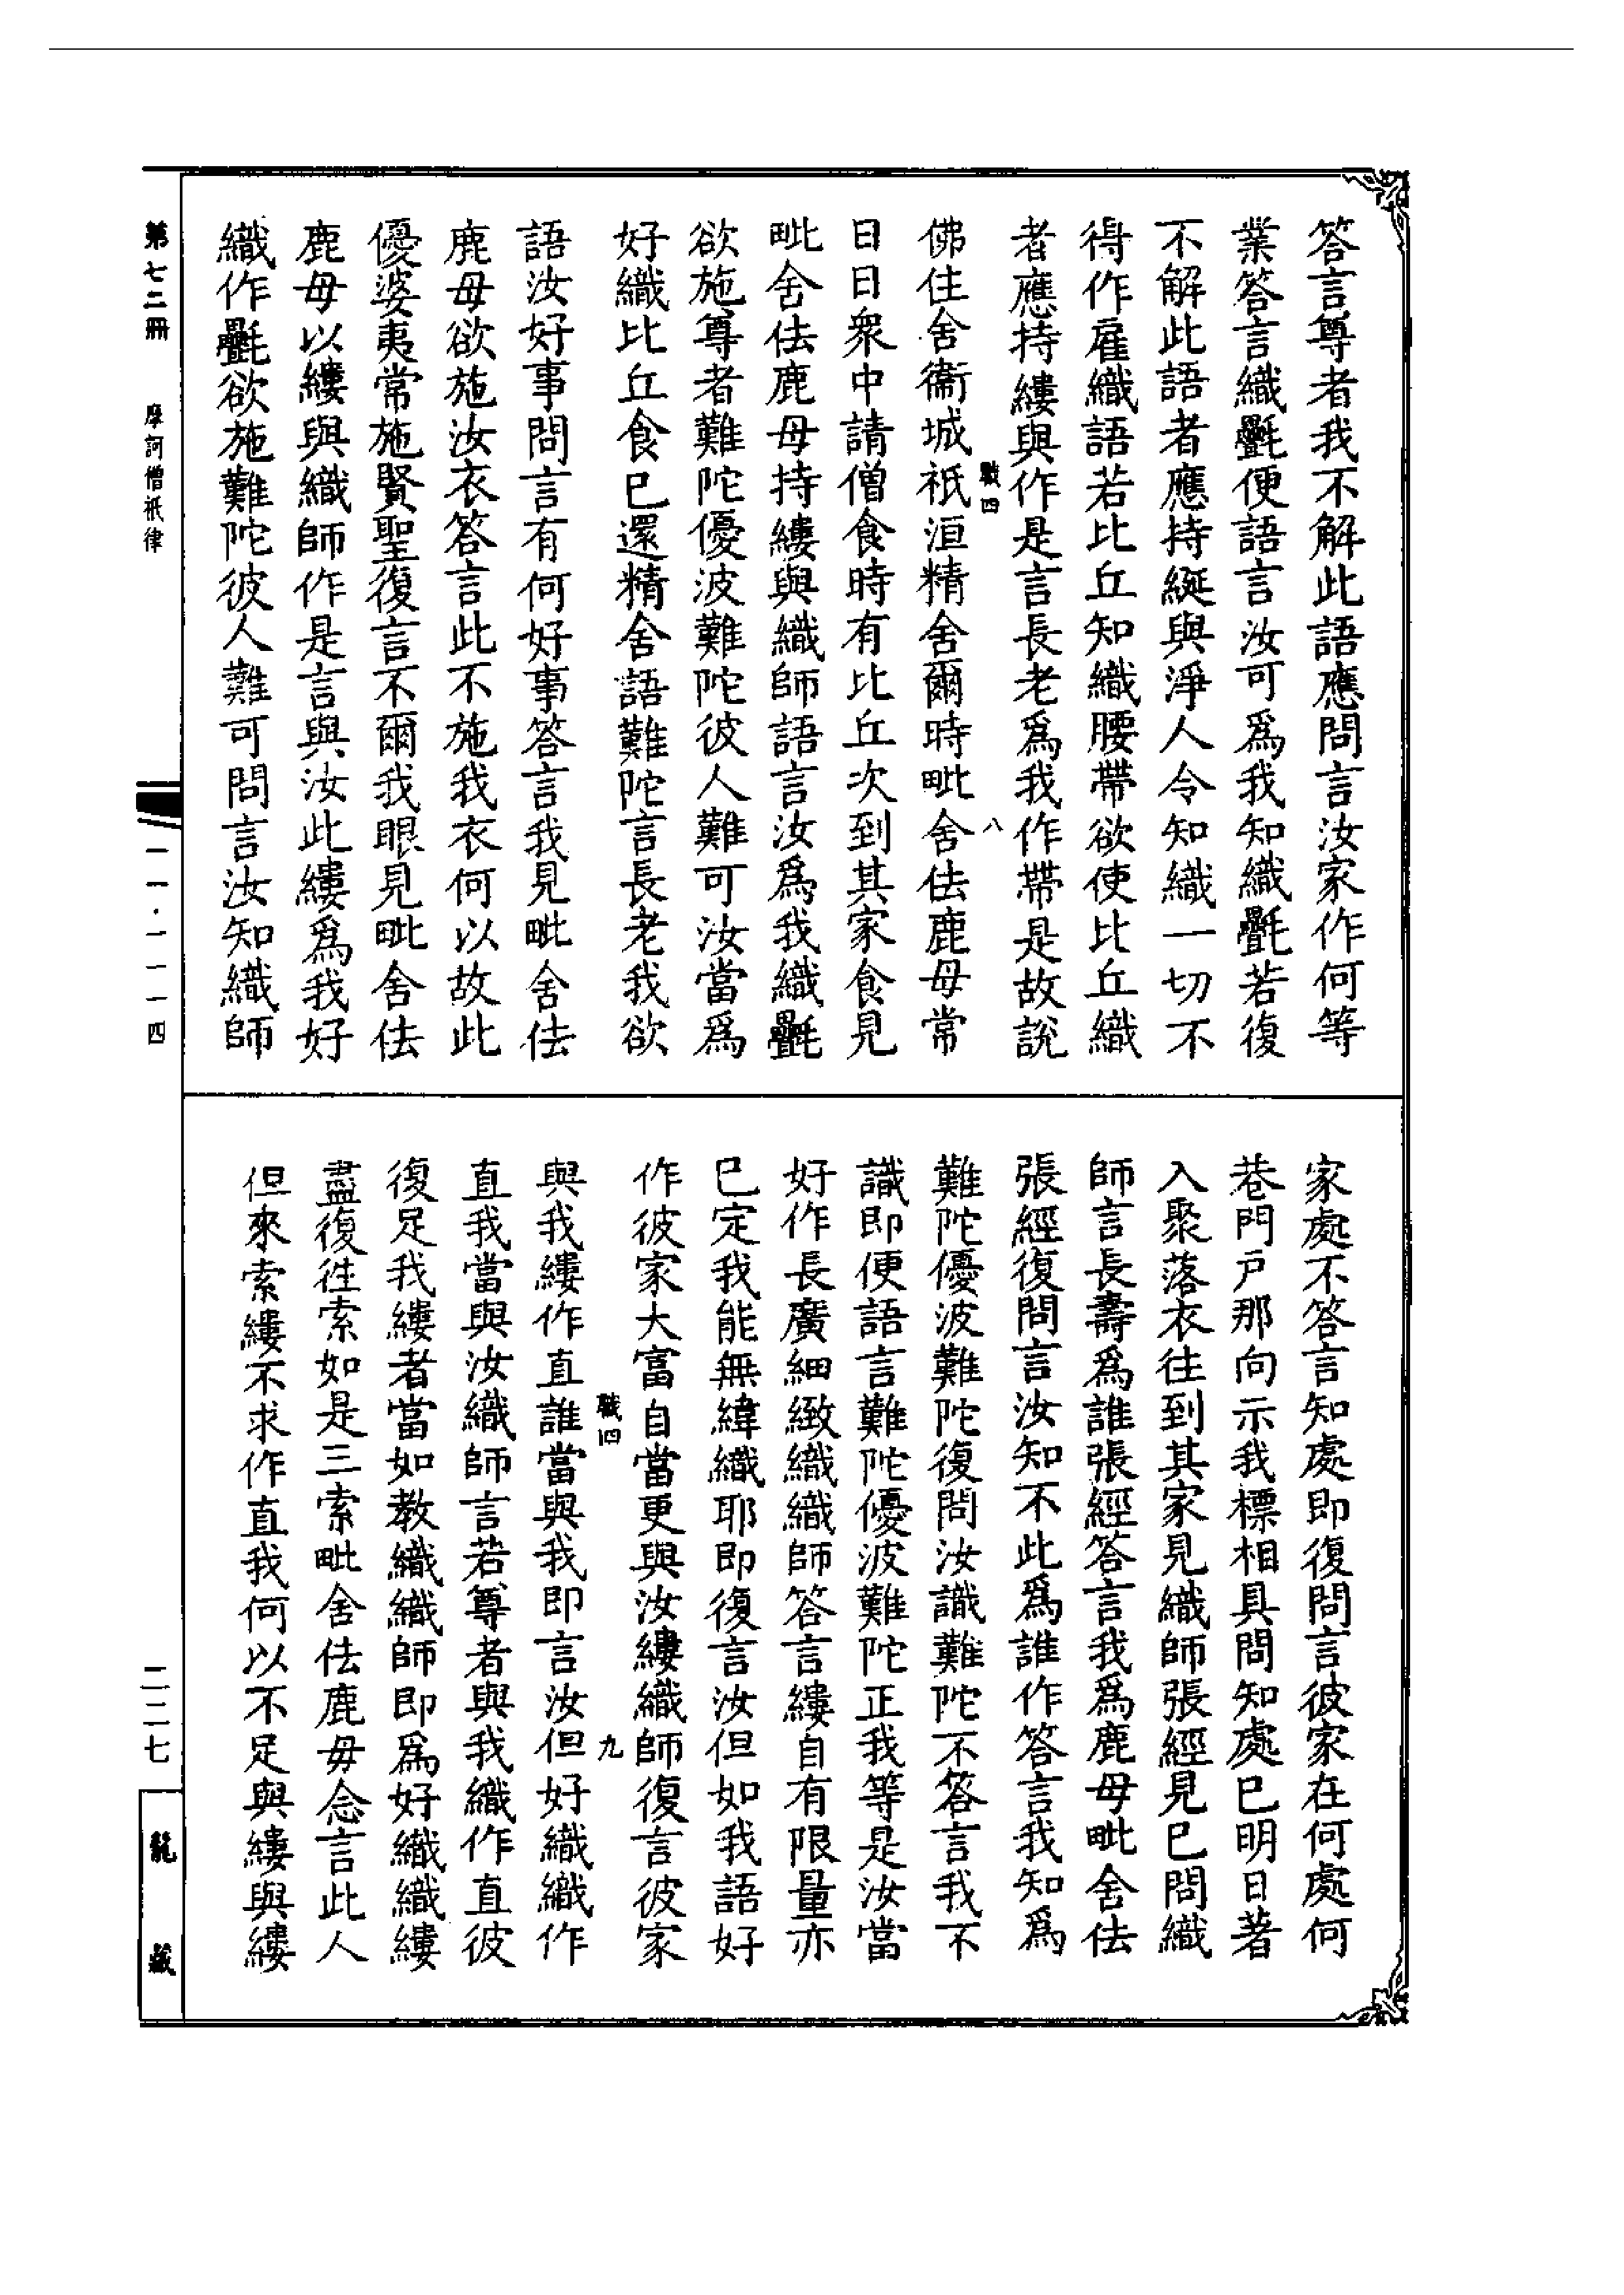 答言尊者我不解此語應問言汝家作何等
業答言織㲲便語言汝可爲我知織㲲若復
不解此語者應持綖與淨人令知織一切不
得作雇織語若比丘知織腰帶欲使比丘織
者應持縷與作是言長老爲我作帶是故說
戰四
八
佛住舍衞城祇洹精舍爾時毗舍佉鹿母常
日日衆中請僧食時有比丘次到其家食見
毗舍佉鹿母持縷與織師語言汝爲我織㲲
欲施尊者難陀優波難陀彼人難可汝當爲
好織比丘食已還精舍語難陀言長老我欲
語汝好事問言有何好事答言我見毗舍佉
鹿母欲施汝衣答言此不施我衣何以故此
優婆夷常施賢聖復言不爾我眼見毗舍佉
鹿母以縷與織師作是言與汝此縷爲我好
織作㲲欲施難陀彼人難可問言汝知織師
家處不答言知處即復問言彼家在何處何
巷門戶那向示我標相具問知處已明日著
入聚落衣往到其家見織師張經見已問織
師言長壽爲誰張經答言我爲鹿母毗舍佉
張經復問言汝知不此爲誰作答言我知爲
難陀優波難陀復問汝識難陀不答言我不
識即便語言難陀優波難陀正我等是汝當
好作長廣細緻織織師答言縷自有限量亦
已定我能無緯織耶即復言汝但如我語好
作彼家大富自當更與汝縷織師復言彼家
戰四
九
與我縷作直誰當與我即言汝但好織織作
直我當與汝織師言若尊者與我織作直彼
復足我縷者當如教織織師即爲好織織縷
盡復往索如是三索毗舍佉鹿毋念言此人
但來索縷不求作直我何以不足與縷與縷
第七二冊
摩訶僧祇律
一一·一一一四
二二七
龍藏